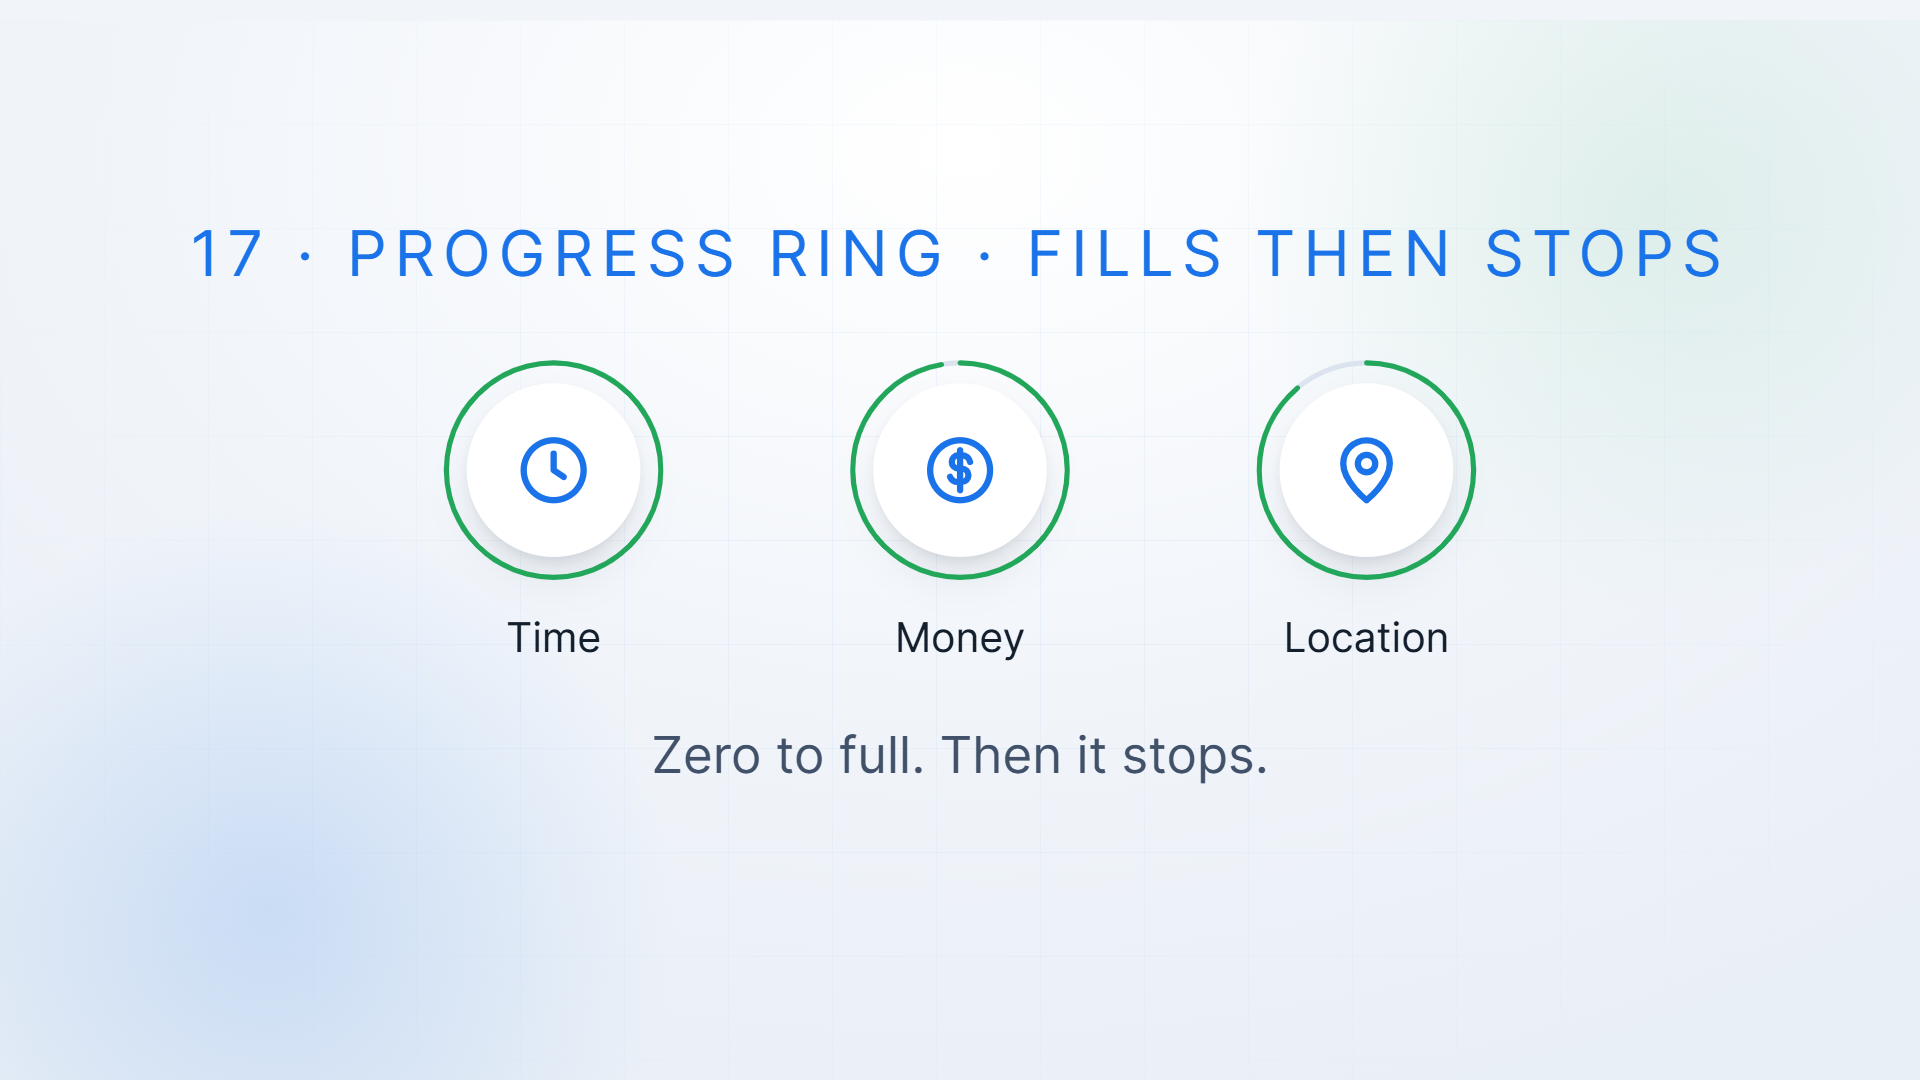 17 · PROGRESS RING · FILLS THEN STOPS
Time
Money
Location
Zero to full. Then it stops.